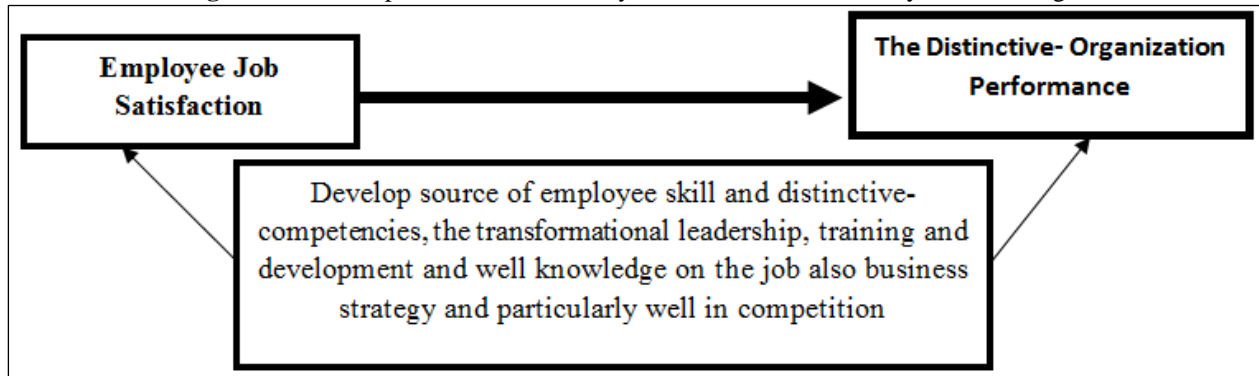 Employee Job
Satisfaction
The Distinctive- Organization
Performance
Develop source of employee skill and distinctive-
competencies, the transformational leadership, training and
development and well knowledge on the job also business
strategy and particularly well in competition